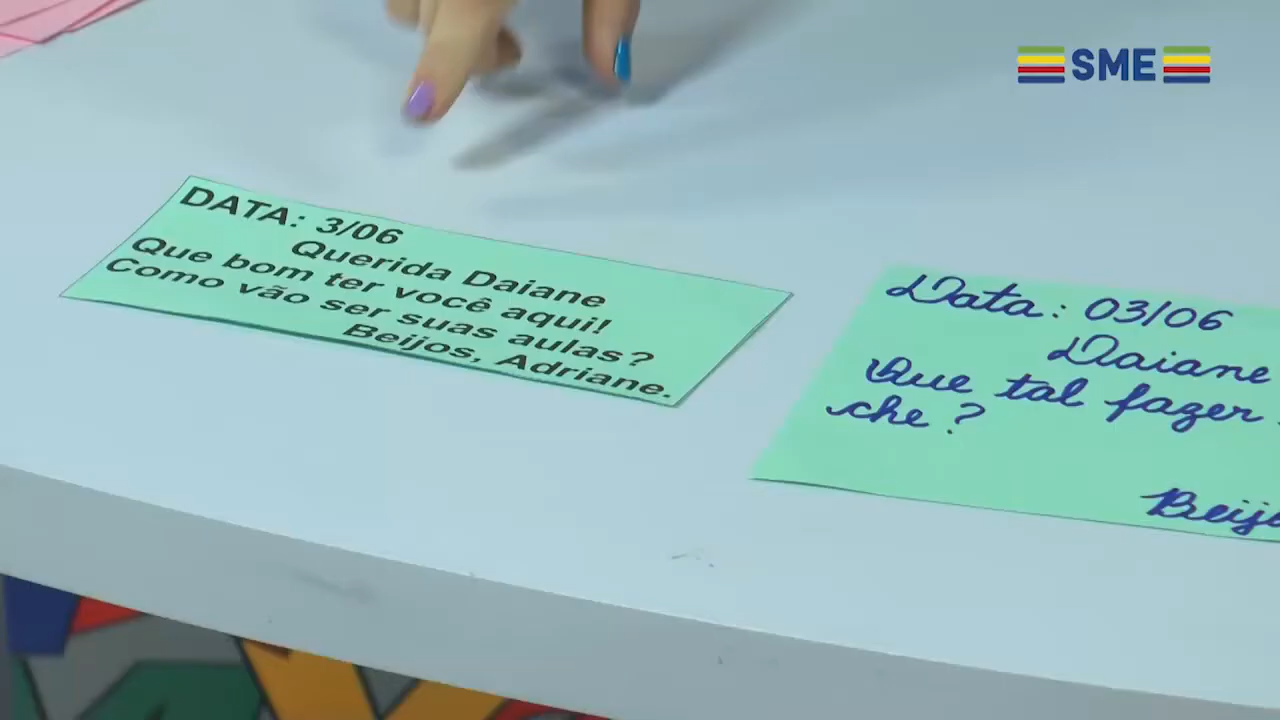 SME
DATA: 3/06
Querida Daiane
Que bom ter você aqui!
Como vão ser suas aulas?
Beijos, Adriane.
Data: 03/06
Daiane
Que tal fazer
che?